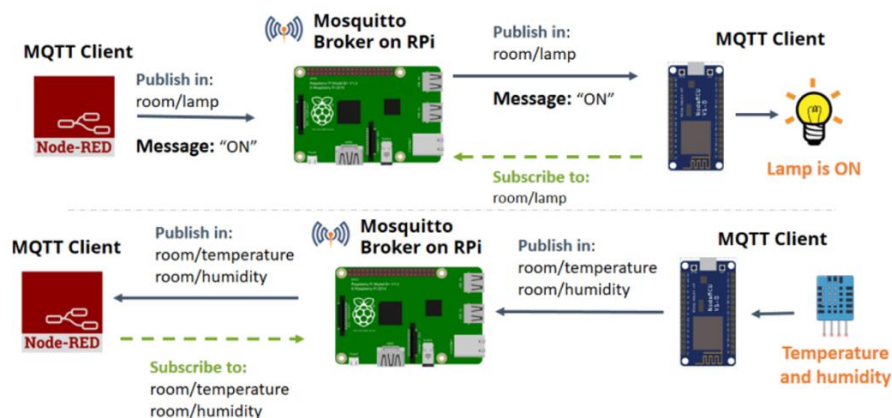 MQTT Client
Node-RED
Publish in:
room/lamp
Message: “ON”
Mosquitto
Broker on RPi
Publish in:
room/lamp
Message: “ON”
Subscribe to:
room/lamp
MQTT Client
Lamp is ON
MQTT Client
Node-RED
Publish in:
room/temperature
room/humidity
Subscribe to:
room/temperature
room/humidity
Mosquitto
Broker on RPi
Publish in:
room/temperature
room/humidity
MQTT Client
Temperature
and humidity